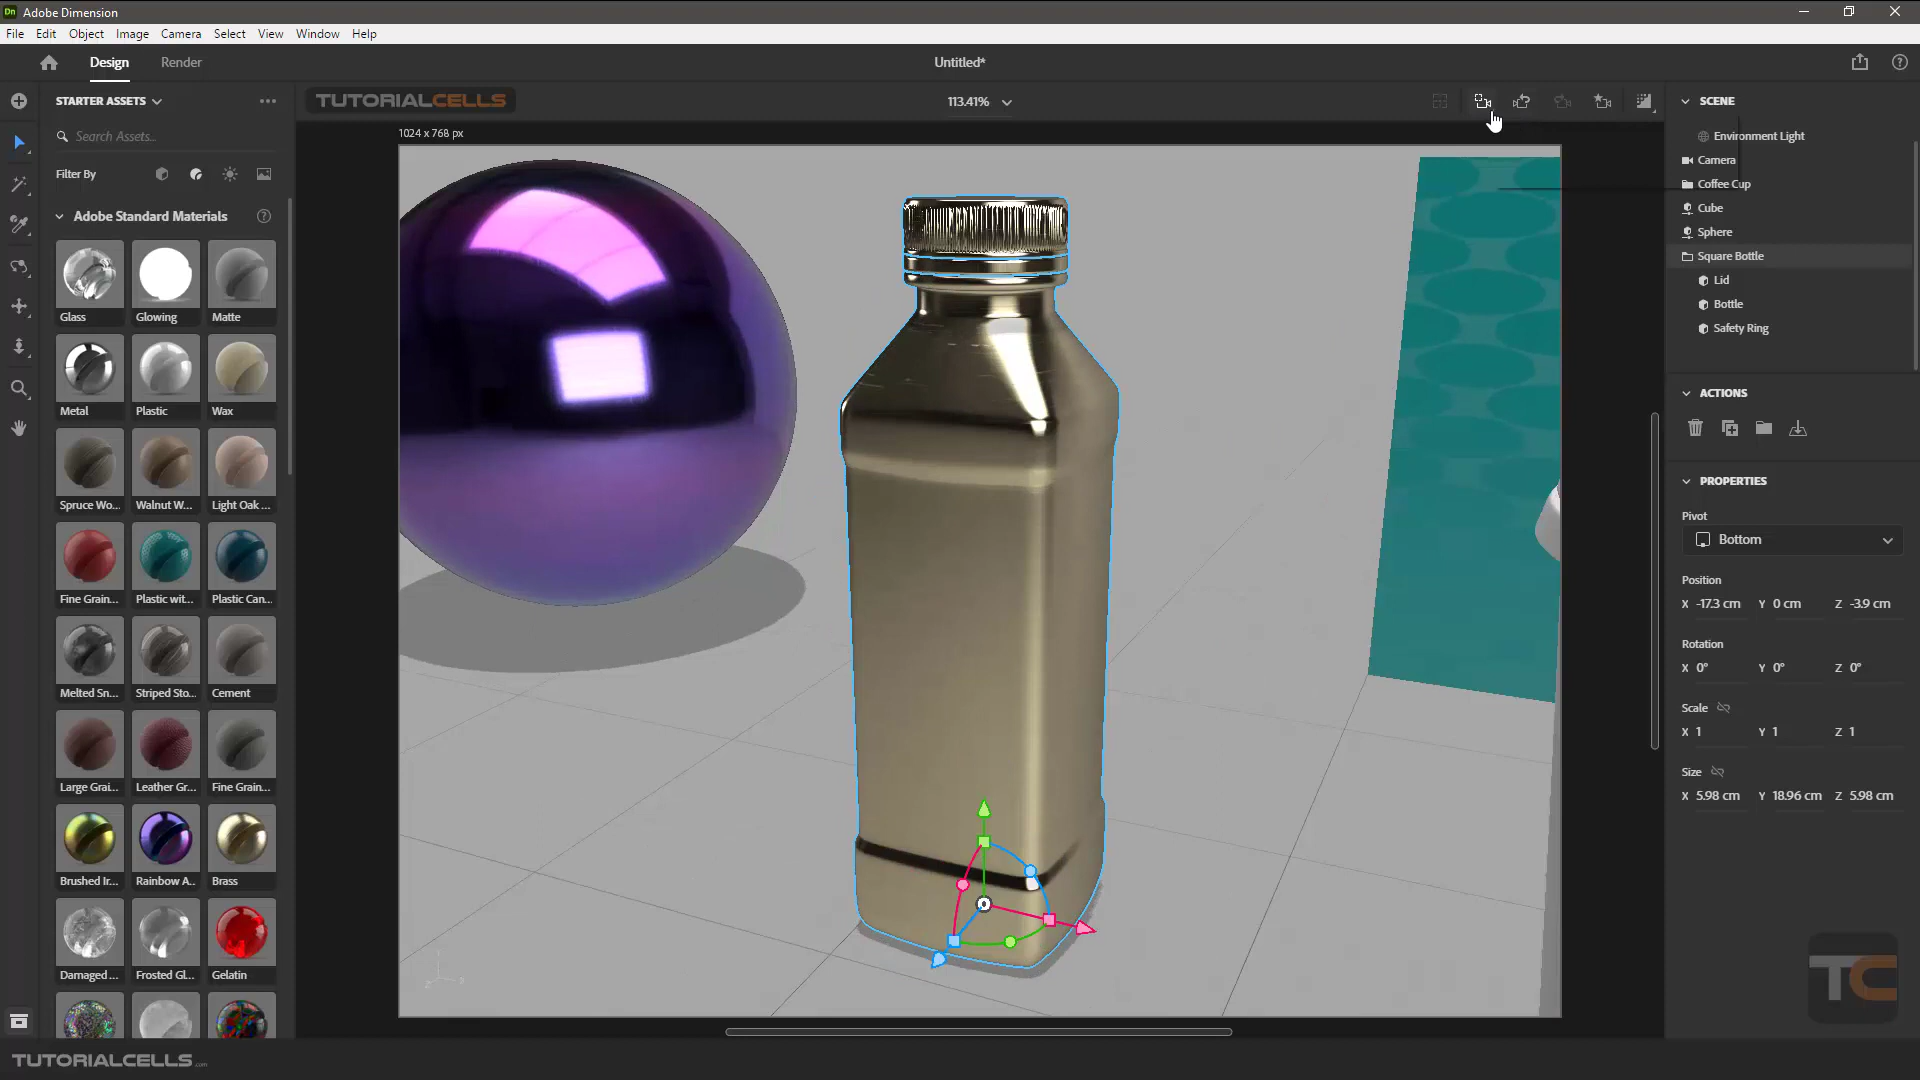 Dn Adobe Dimension
File Edit Object Image Camera Select View Window Help
Design Render Untitled*
STARTER ASSETS
TUTORIALCELLS
113.41%
SCENE
Search Assets...
1024 x 768 px
Environment Light
Camera
Filter By
Coffee Cup
Cube
Adobe Standard Materials
Sphere
Square Bottle
Lid
Bottle
Safety Ring
Glass Glowing Matte
Metal Plastic Wax
ACTIONS
Spruce Wo... Walnut W... Light Oak ...
PROPERTIES
Pivot
Bottom
Position
X -17.3 cm Y 0 cm Z -3.9 cm
Fine Grain... Plastic wit... Plastic Can...
Rotation
X 0° Y 0° Z 0°
Melted Sn... Striped Sto... Cement
Scale
X 1 Y 1 Z 1
Size
X 5.98 cm Y 18.96 cm Z 5.98 cm
Large Grai... Leather Gr... Fine Grain...
Brushed Ir... Rainbow A... Brass
Damaged ... Frosted Gl... Gelatin
TC
TUTORIALCELLS.com